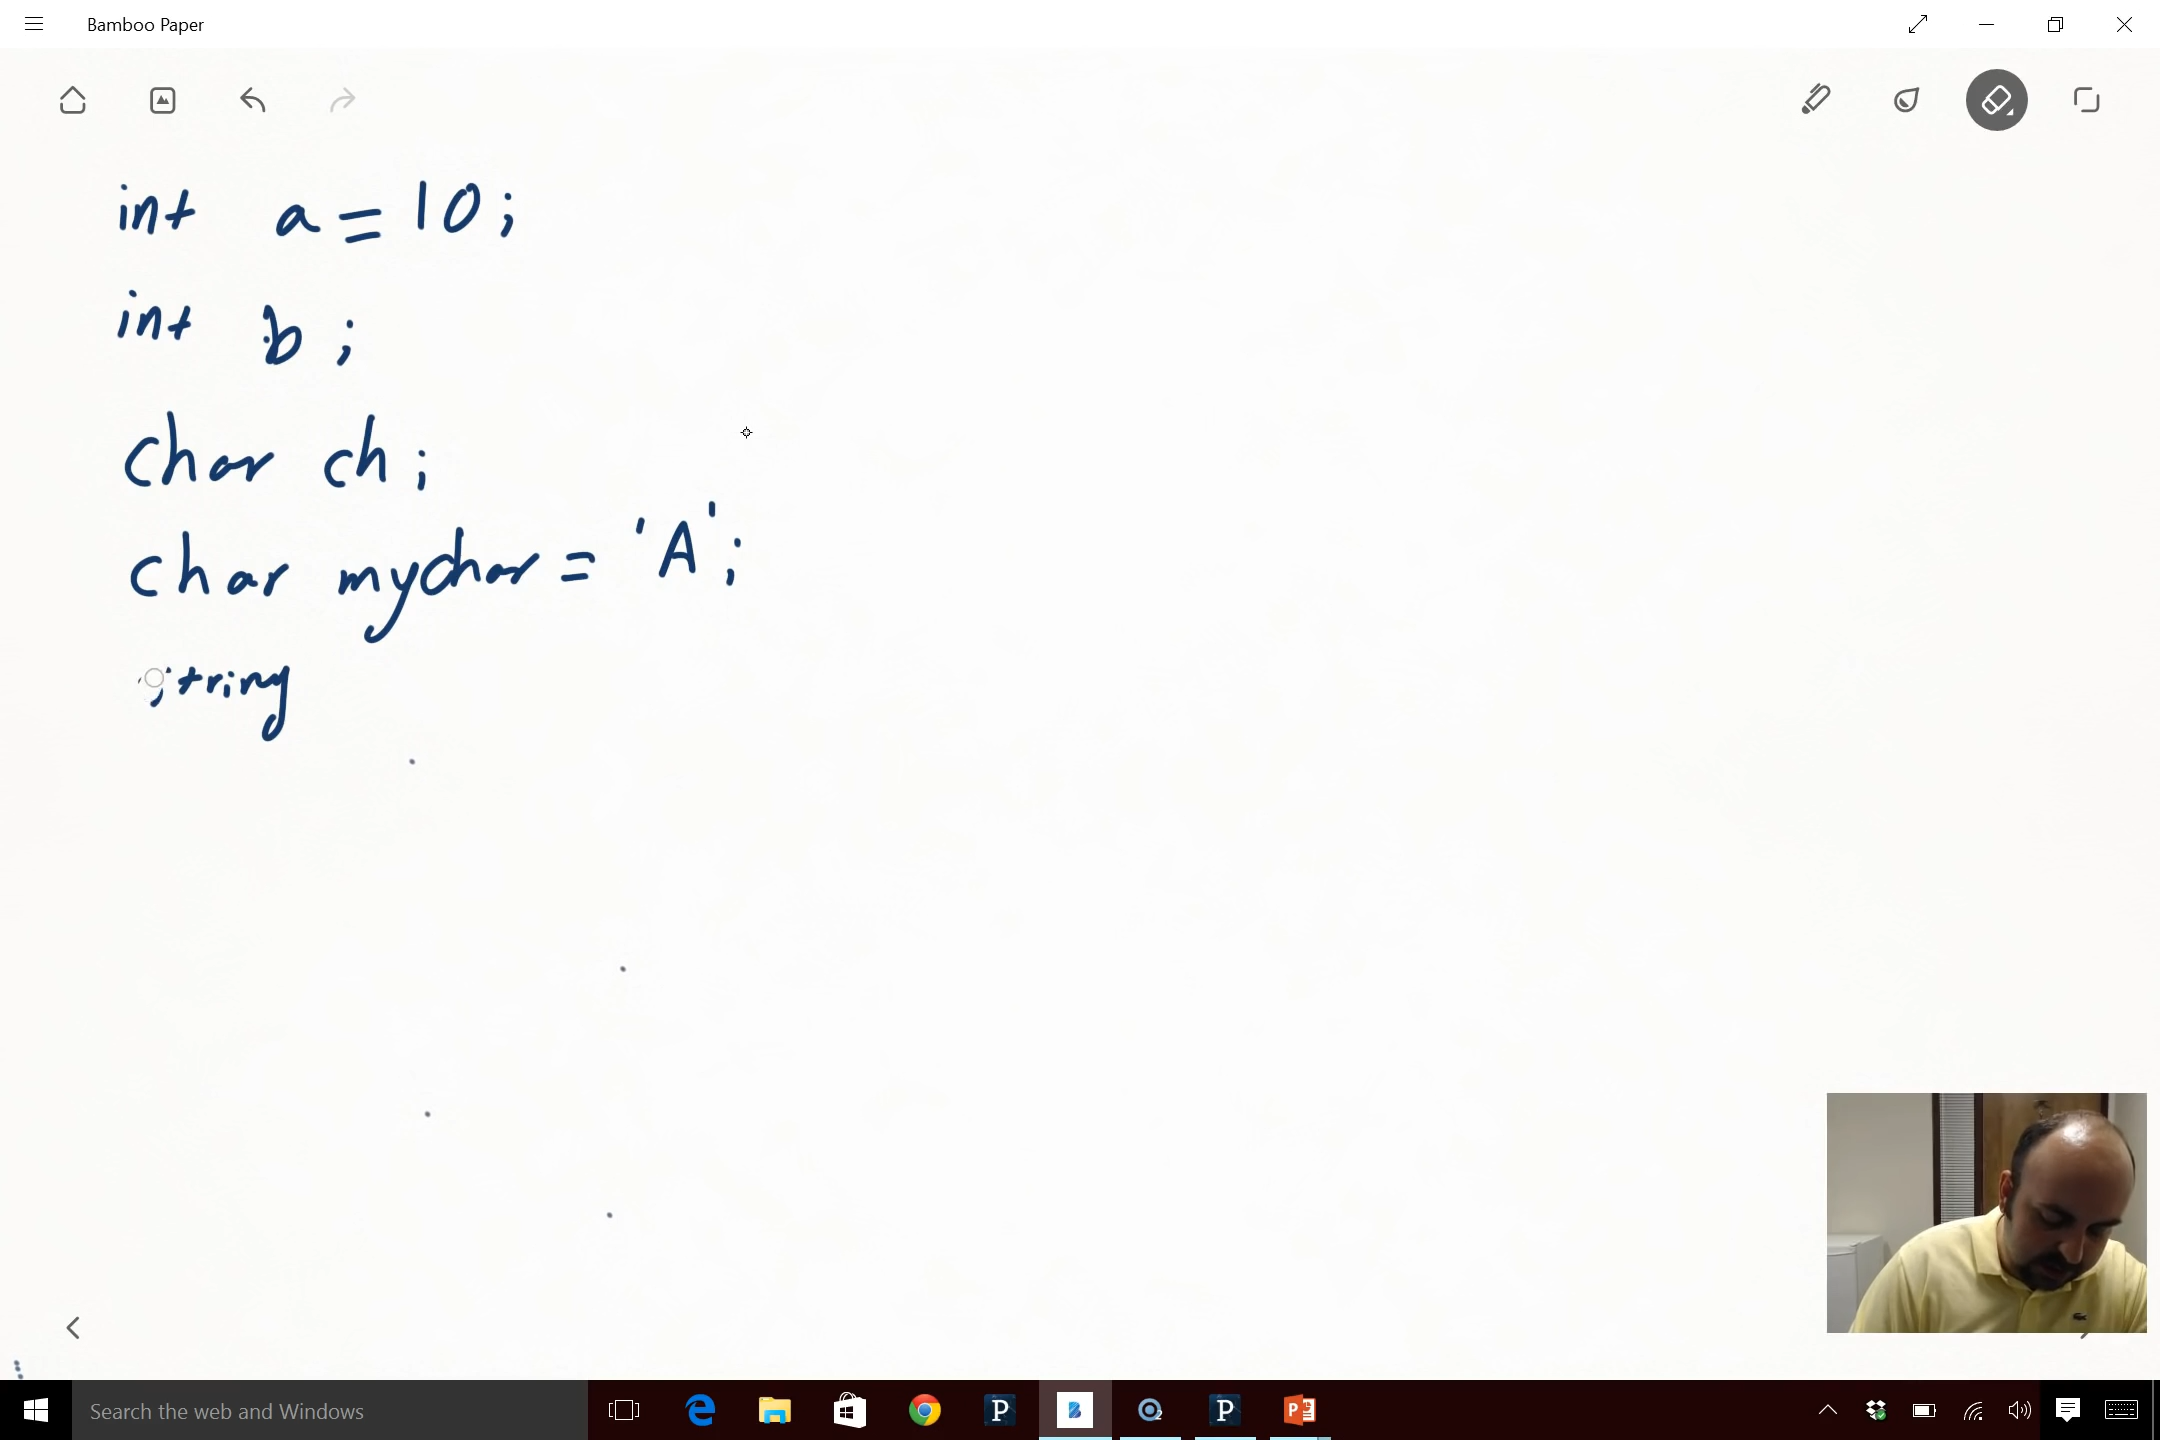 Bamboo Paper
int a = 10;
int b;
char ch;
char mychar = 'A';
string
Search the web and Windows